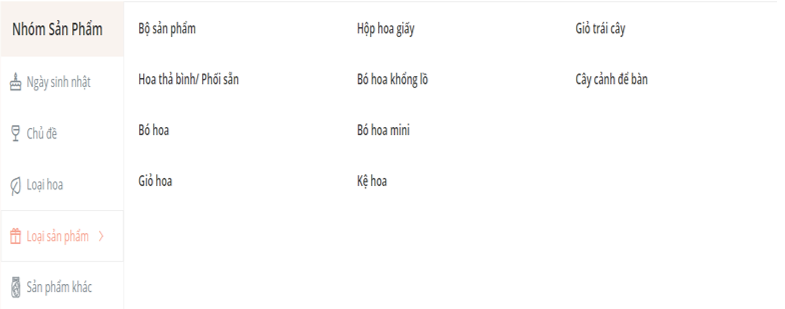 Nhóm Sản Phẩm
Ngày sinh nhật
Chủ đề
Loại hoa
Loại sản phẩm
Sản phẩm khác
Bộ sản phẩm
Hoa thả bình/ Phối sẵn
Bó hoa
Giỏ hoa
Hộp hoa giấy
Bó hoa khổng lồ
Bó hoa mini
Kệ hoa
Giỏ trái cây
Cây cảnh để bàn